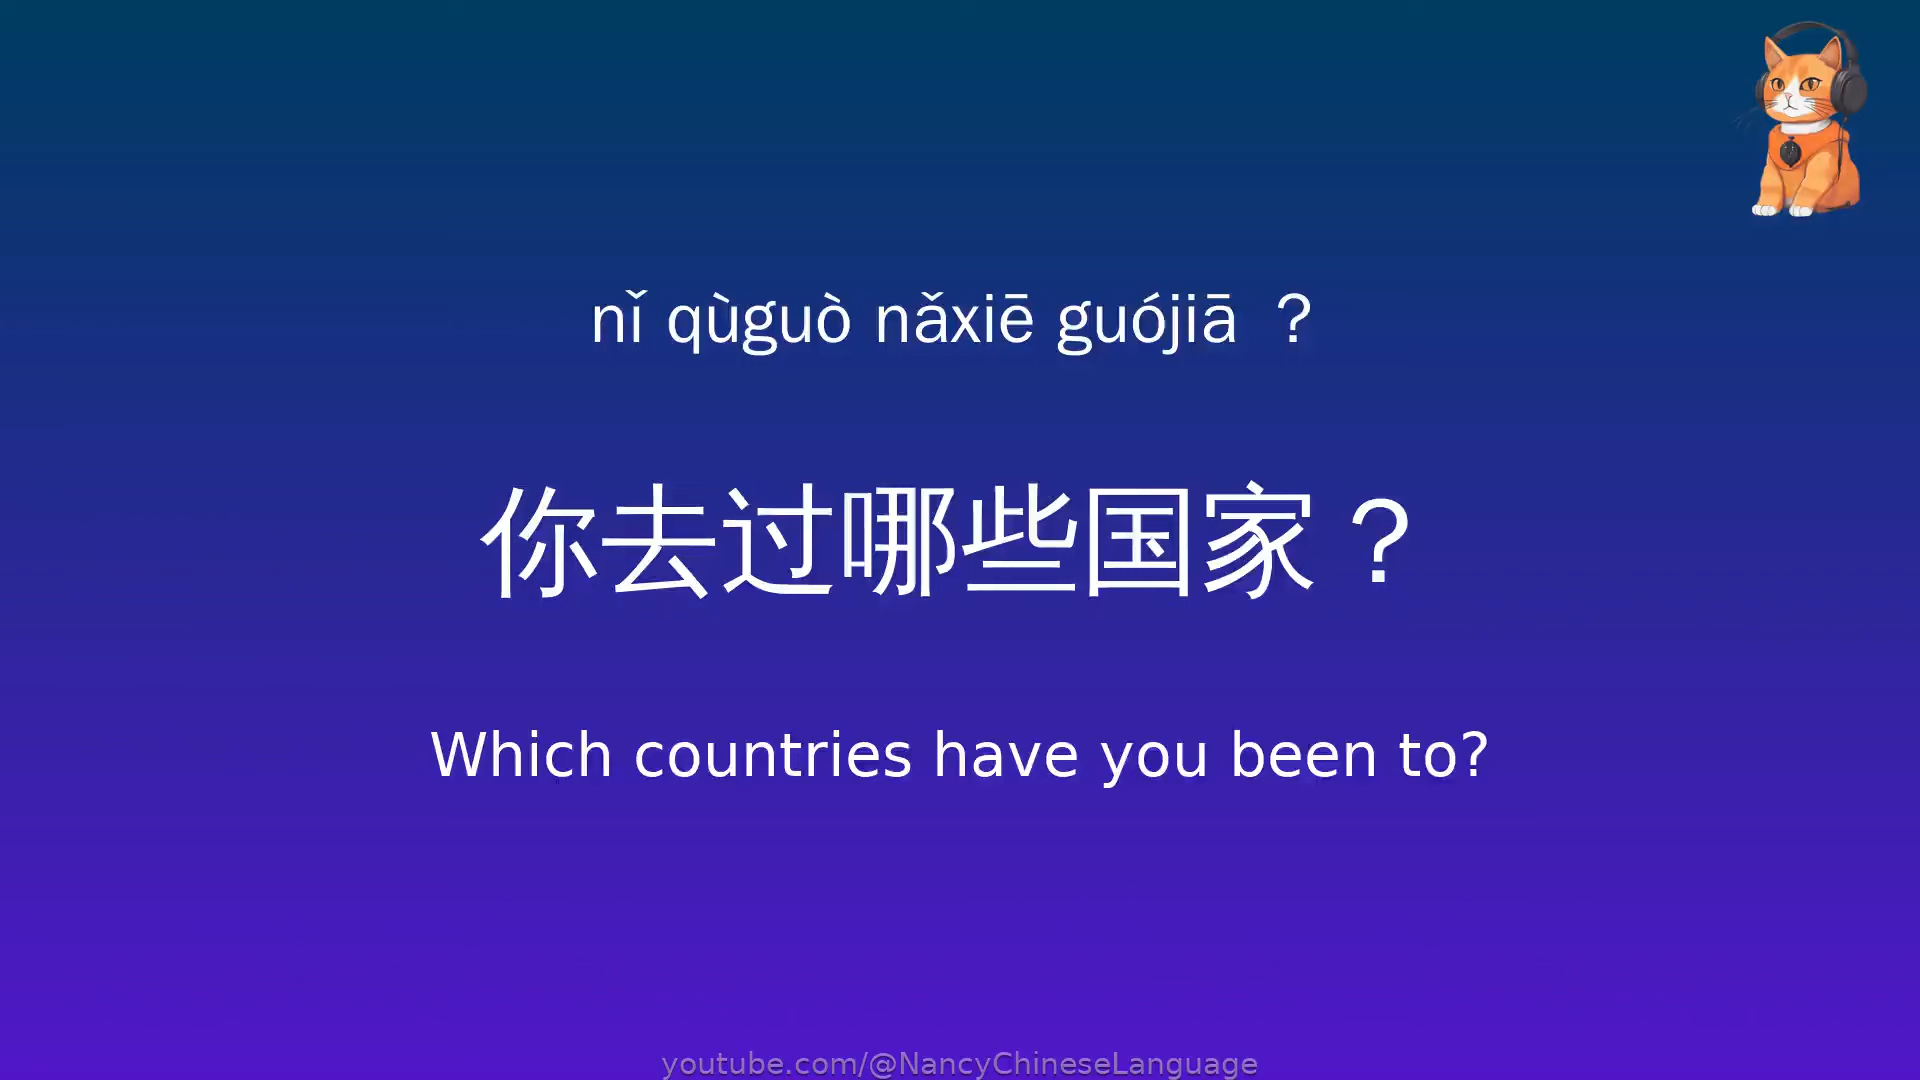 nǐ qùguò nǎxiē guójiā ？
你去过哪些国家？
Which countries have you been to?
youtube.com/@NancyChineseLanguage